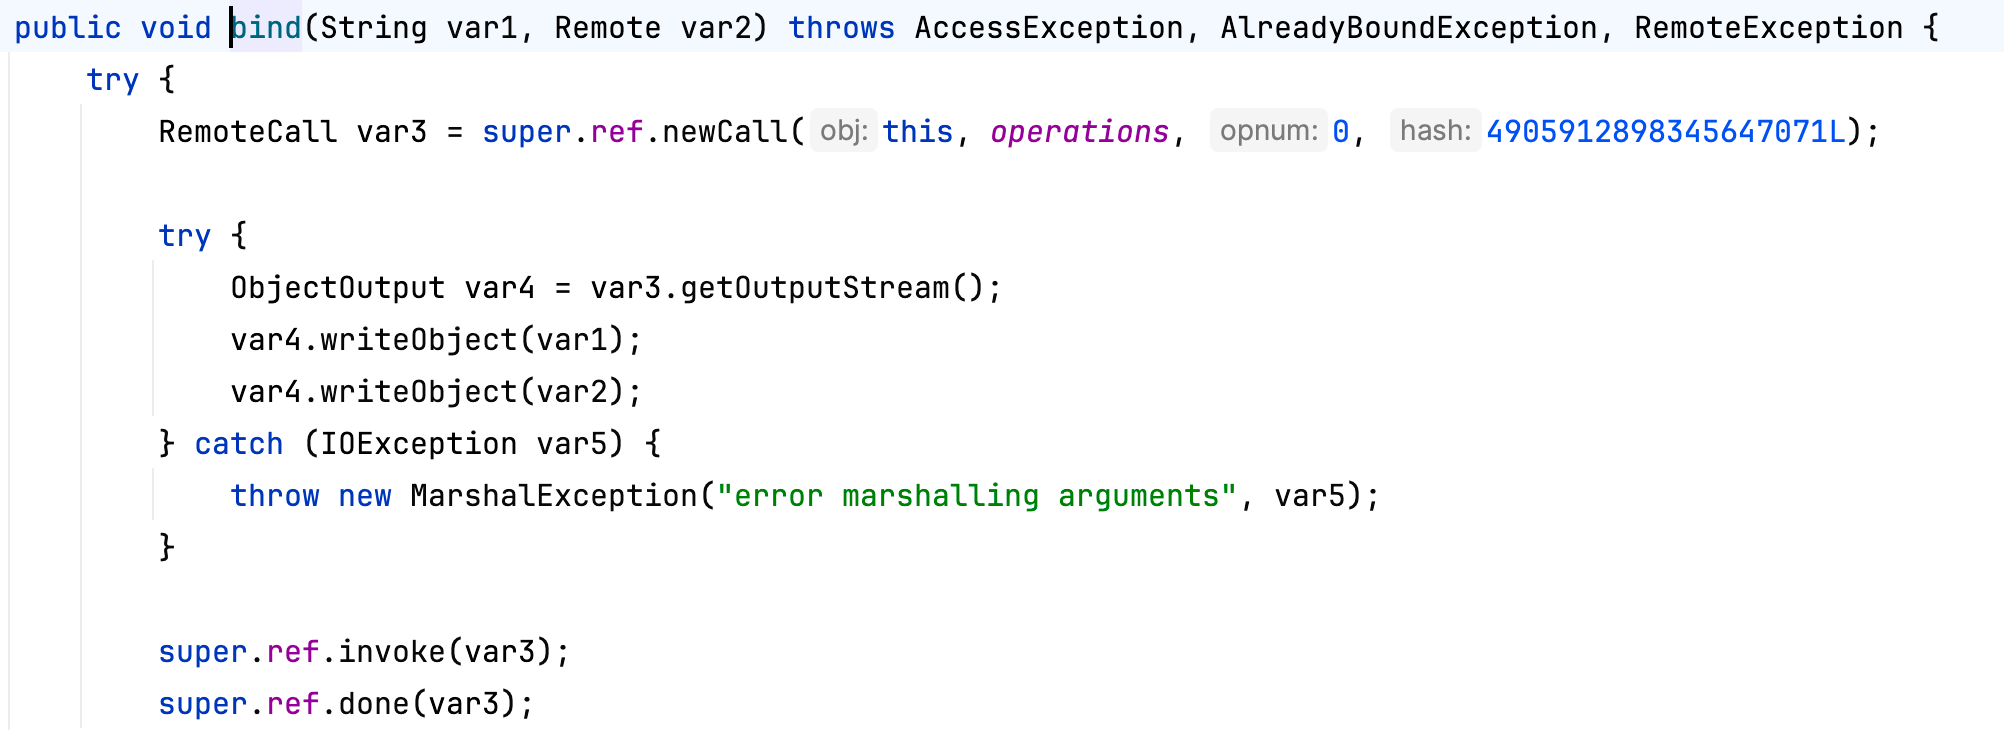 public void bind(String var1, Remote var2) throws AccessException, AlreadyBoundException, RemoteException {
try {
RemoteCall var3 = super.ref.newCall( obj: this, operations, opnum: 0, hash: 4905912898345647071L);
try {
ObjectOutput var4 = var3.getOutputStream();
var4.writeObject(var1);
var4.writeObject(var2);
} catch (IOException var5) {
throw new MarshalException("error marshalling arguments", var5);
}
super.ref.invoke(var3);
super.ref.done(var3);